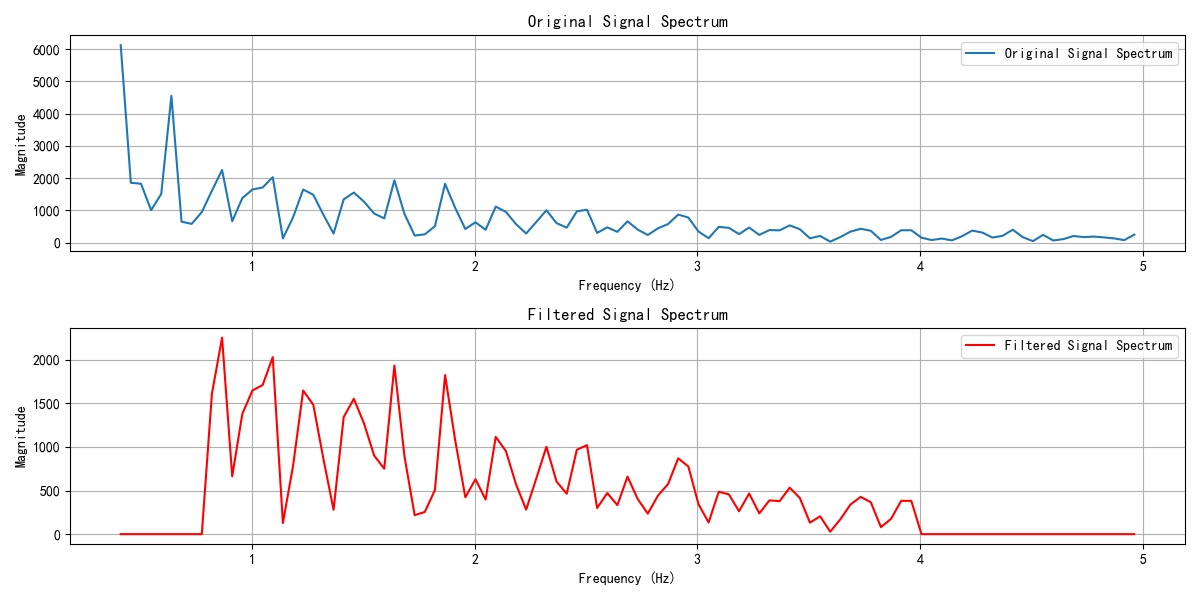 Original Signal Spectrum
Original Signal Spectrum
6000
5000
4000
3000
2000
1000
0
Magnitude
1 2 3 4 5
Frequency (Hz)
Filtered Signal Spectrum
Filtered Signal Spectrum
2000
1500
1000
500
0
Magnitude
1 2 3 4 5
Frequency (Hz)